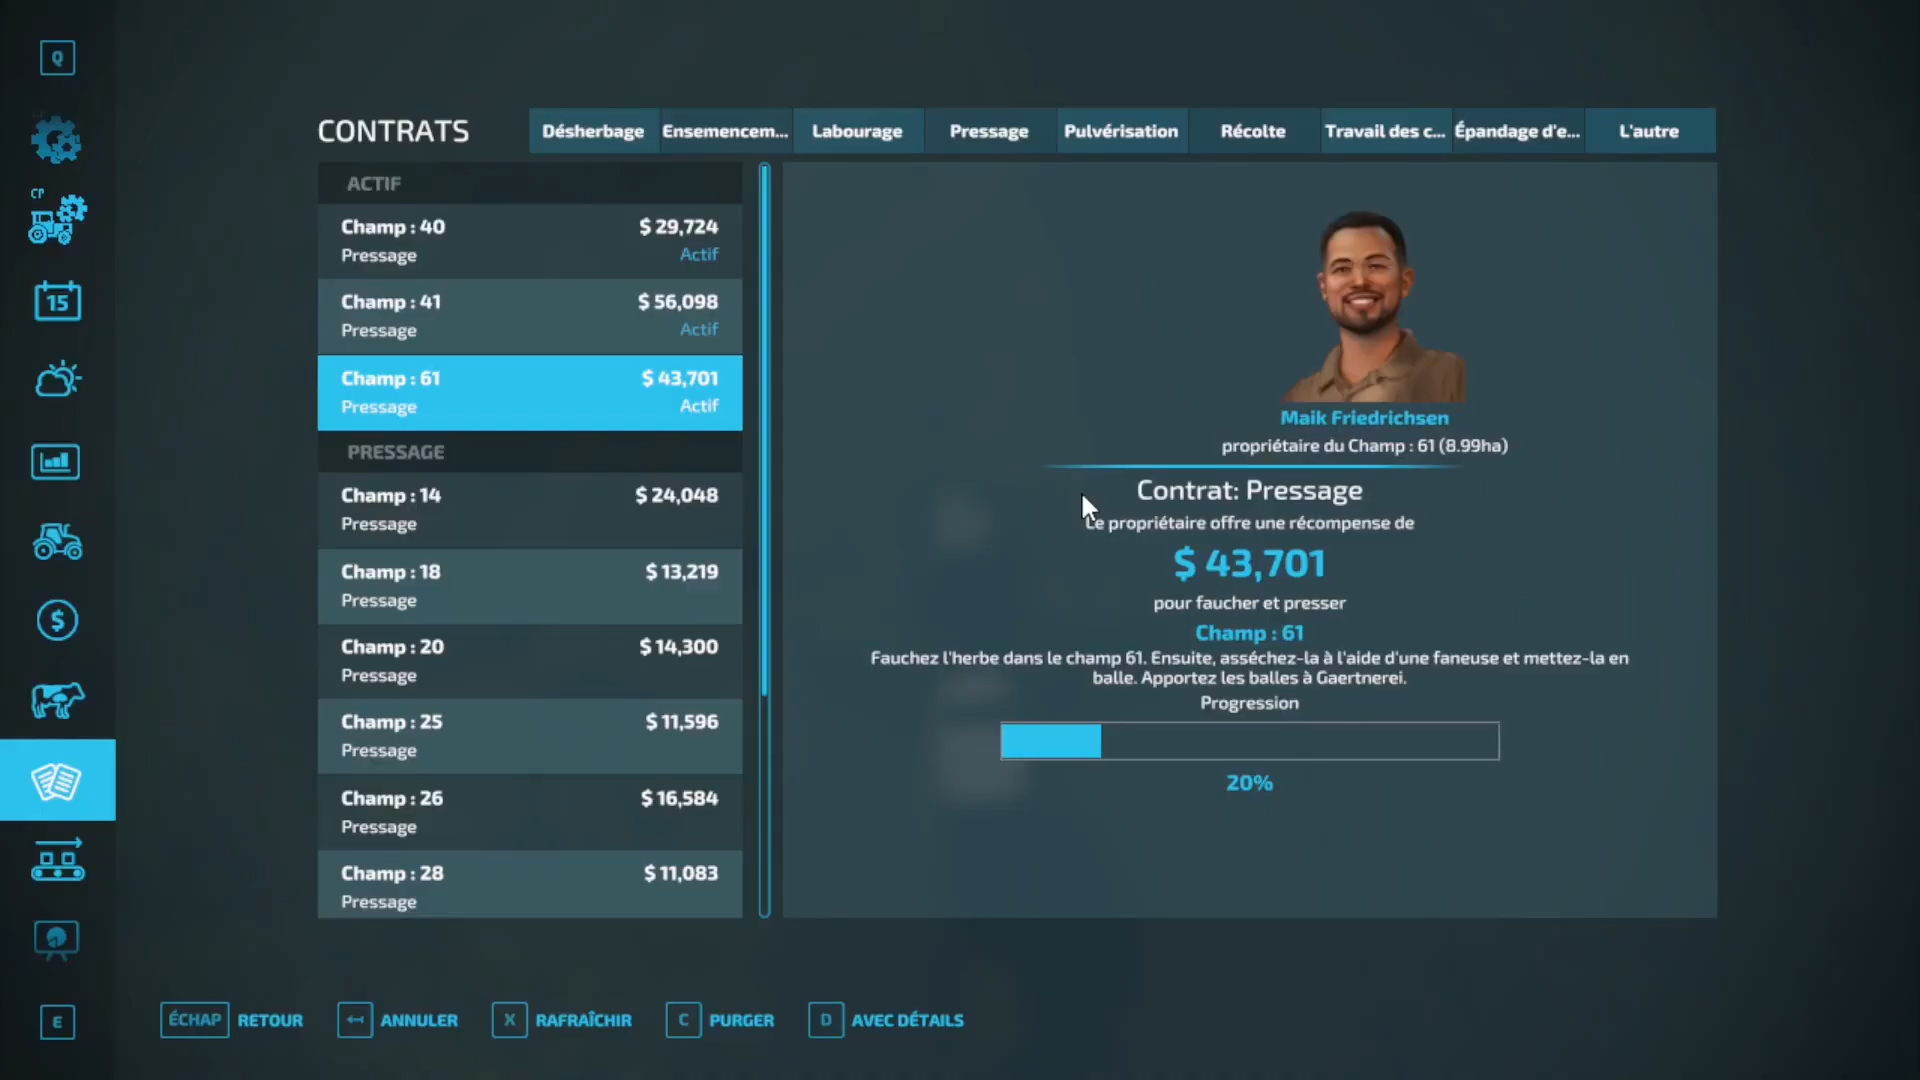 Q
CP
15
$
E
CONTRATS
Désherbage
Ensemencem...
Labourage
Pressage
Pulvérisation
Récolte
Travail des c...
Épandage d'e...
L'autre
ACTIF
Champ : 40 $ 29,724
Pressage Actif
Champ : 41 $ 56,098
Pressage Actif
Champ : 61 $ 43,701
Pressage Actif
PRESSAGE
Champ : 14 $ 24,048
Pressage
Champ : 18 $ 13,219
Pressage
Champ : 20 $ 14,300
Pressage
Champ : 25 $ 11,596
Pressage
Champ : 26 $ 16,584
Pressage
Champ : 28 $ 11,083
Pressage
Maik Friedrichsen
propriétaire du Champ : 61 (8.99ha)
Contrat: Pressage
Le propriétaire offre une récompense de
$ 43,701
pour faucher et presser
Champ : 61
Fauchez l'herbe dans le champ 61. Ensuite, asséchez-la à l'aide d'une faneuse et mettez-la en
balle. Apportez les balles à Gaertnerei.
Progression
20%
ÉCHAP RETOUR
ANNULER
X RAFRAÎCHIR
C PURGER
D AVEC DÉTAILS